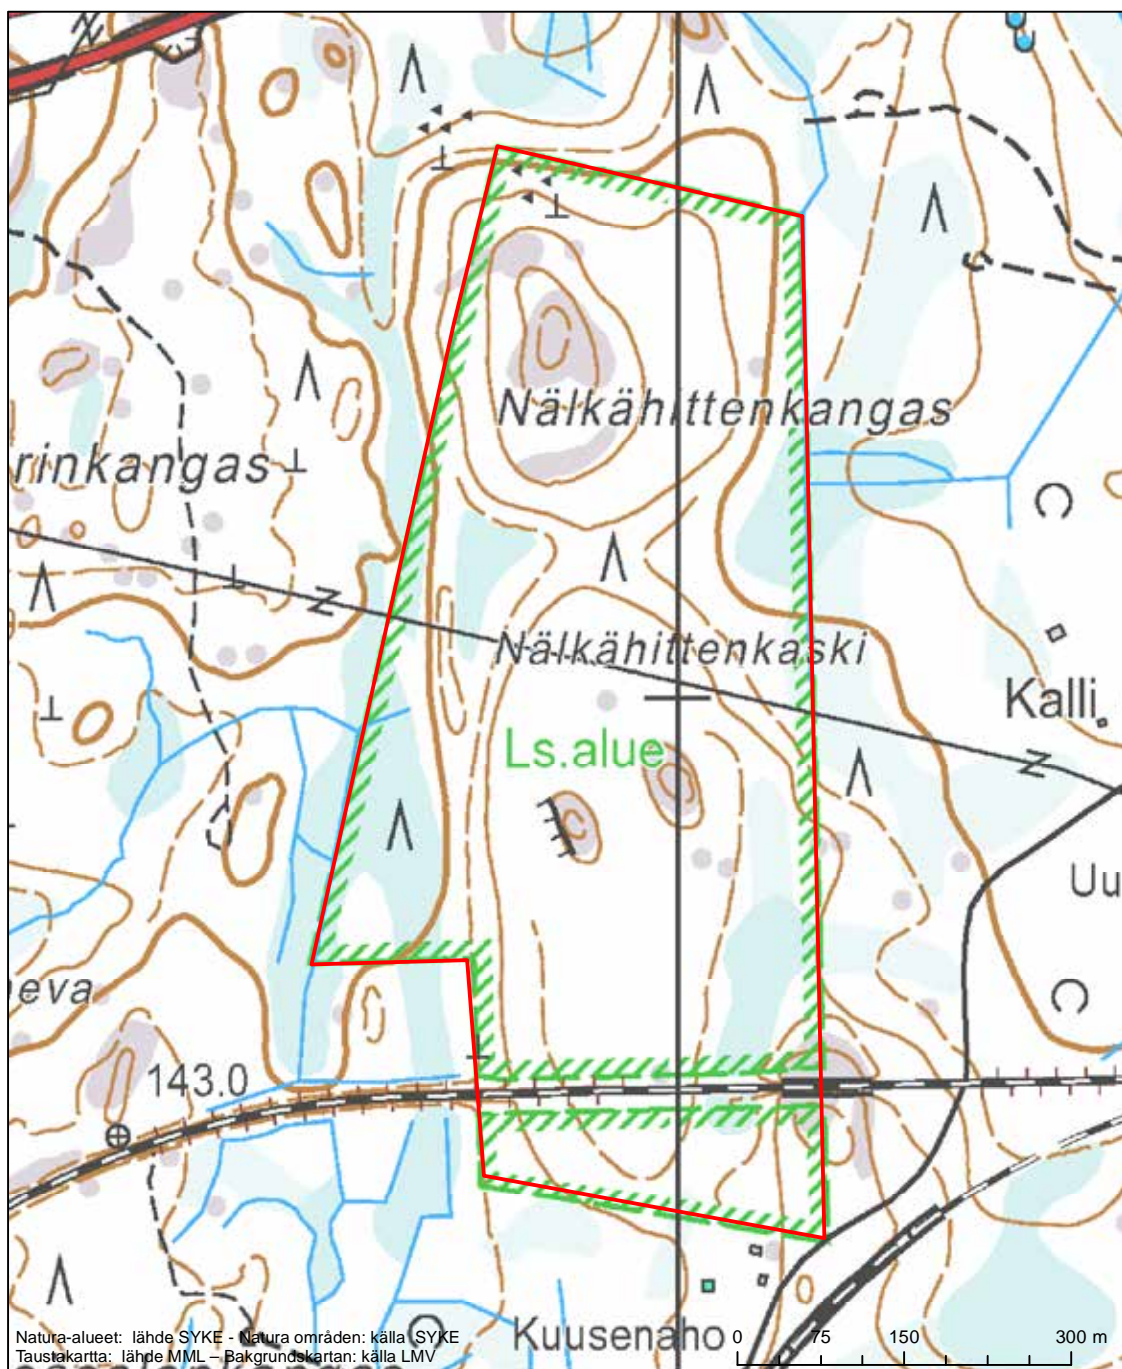 Nälkähittenkangas
rinkangas
Nälkähittenkaski
Kalli
Ls.alue
Uu
neva
143.0
Natura-alueet: lähde SYKE - Natura områden: källa SYKE
Taustakartta: lähde MML – Bakgrundskartan: källa LMV
Kuusenaho
0 75 150 300 m